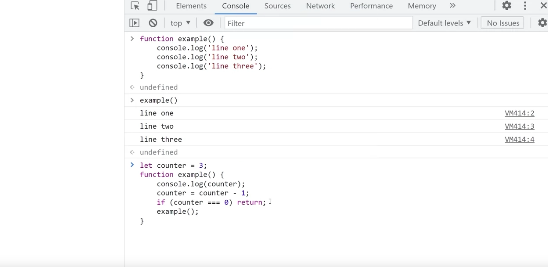 Elements Console Sources Network Performance Memory »
top ▼ Filter Default levels ▼ No Issues
> function example() {
console.log('line one');
console.log('line two');
console.log('line three');
}
undefined
> example()
line one VM414:2
line two VM414:3
line three VM414:4
undefined
> let counter = 3;
function example() {
console.log(counter);
counter = counter - 1;
if (counter === 0) return;
example();
}